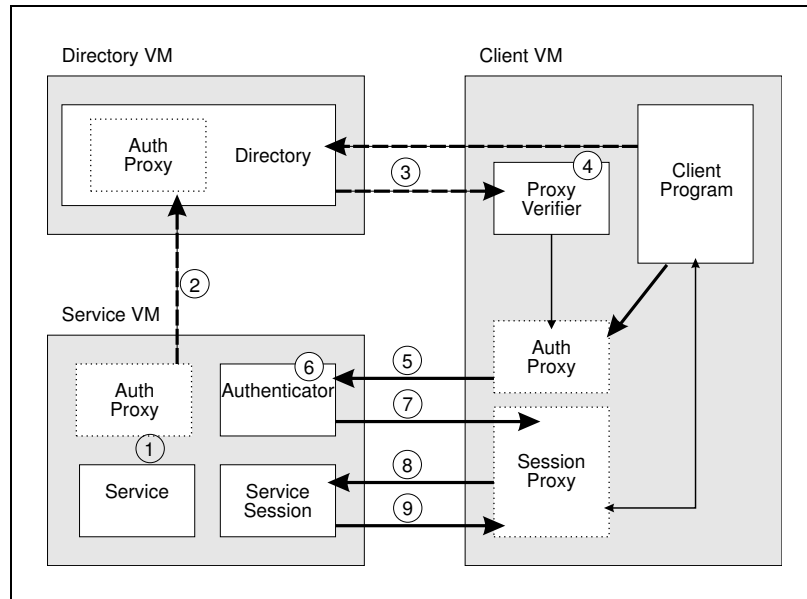 Directory VM
Client VM
Auth
Proxy
Directory
3
4
Proxy
Verifier
Client
Program
2
Service VM
Auth
Proxy
1
Service
6
Authenticator
5
7
Auth
Proxy
Service
Session
8
9
Session
Proxy